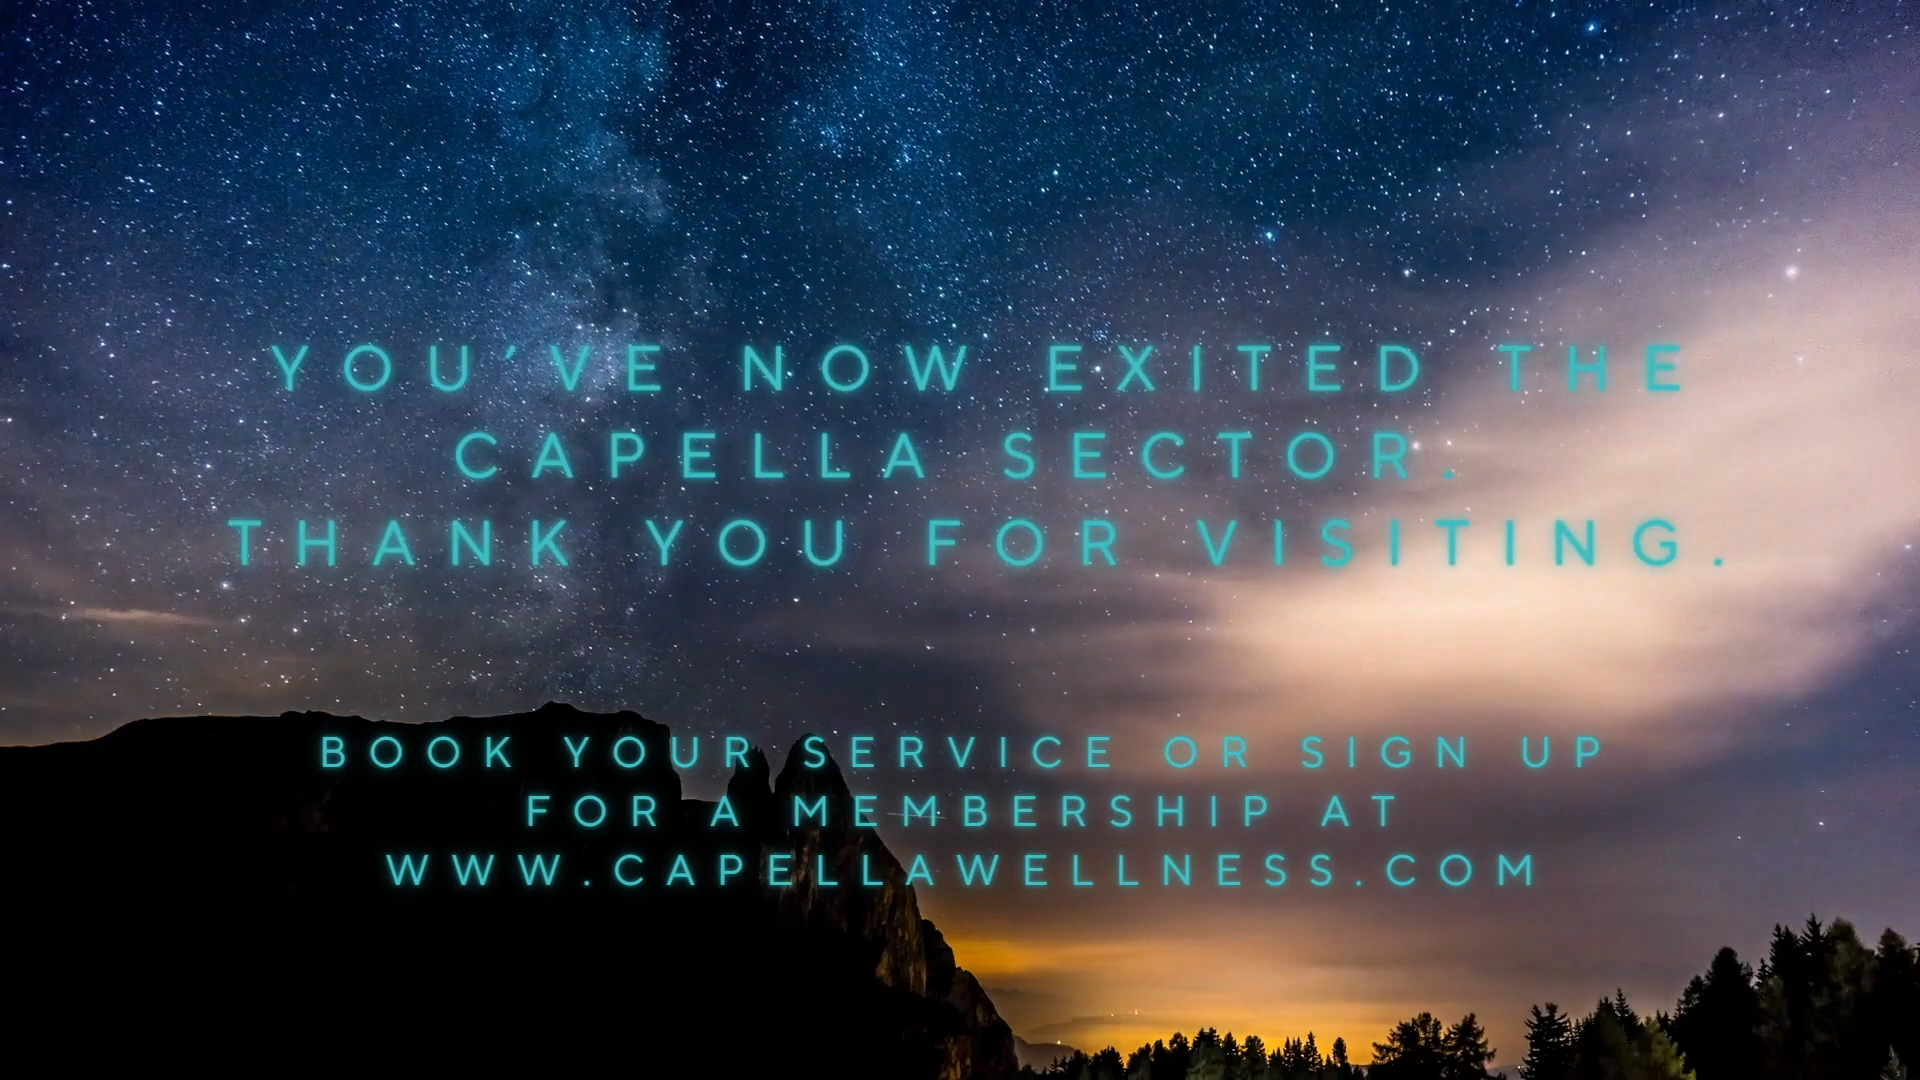 YOU'VE NOW EXITED THE
CAPELLA SECTOR.
THANK YOU FOR VISITING.
BOOK YOUR SERVICE OR SIGN UP
FOR A MEMBERSHIP AT
WWW.CAPELLAWELLNESS.COM